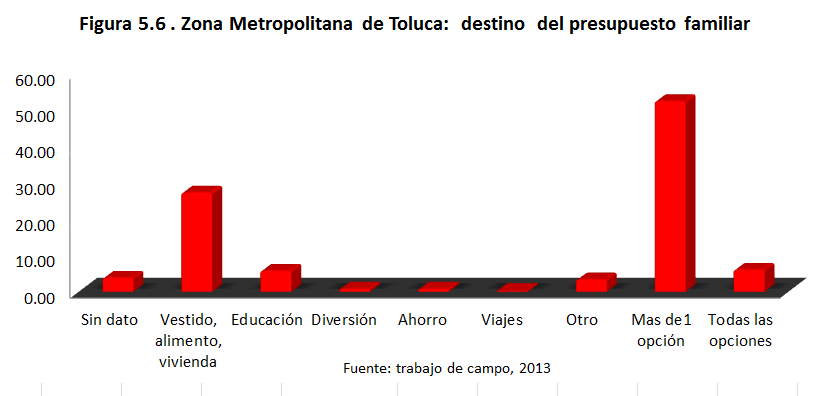 Figura 5.6 . Zona Metropolitana de Toluca: destino del presupuesto familiar
60.00
50.00
40.00
30.00
20.00
10.00
0.00
Sin dato
Vestido,
alimento,
vivienda
Educación
Diversión
Ahorro
Viajes
Otro
Mas de1
opción
Todas las
opciones
Fuente: trabajo de campo, 2013